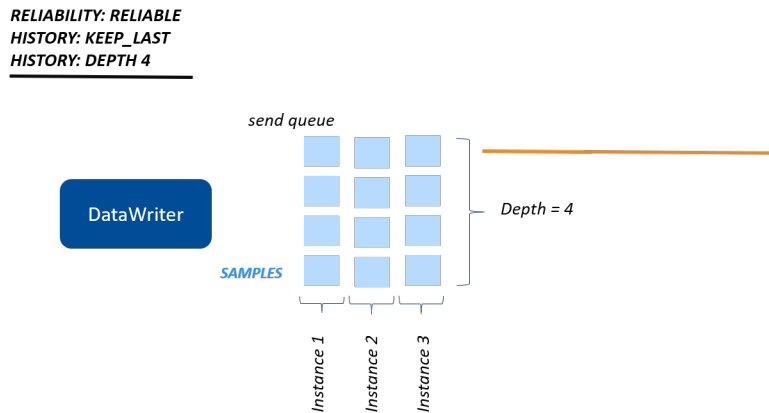 RELIABILITY: RELIABLE
HISTORY: KEEP_LAST
HISTORY: DEPTH 4
send queue
DataWriter
Depth = 4
SAMPLES
Instance 1
Instance 2
Instance 3